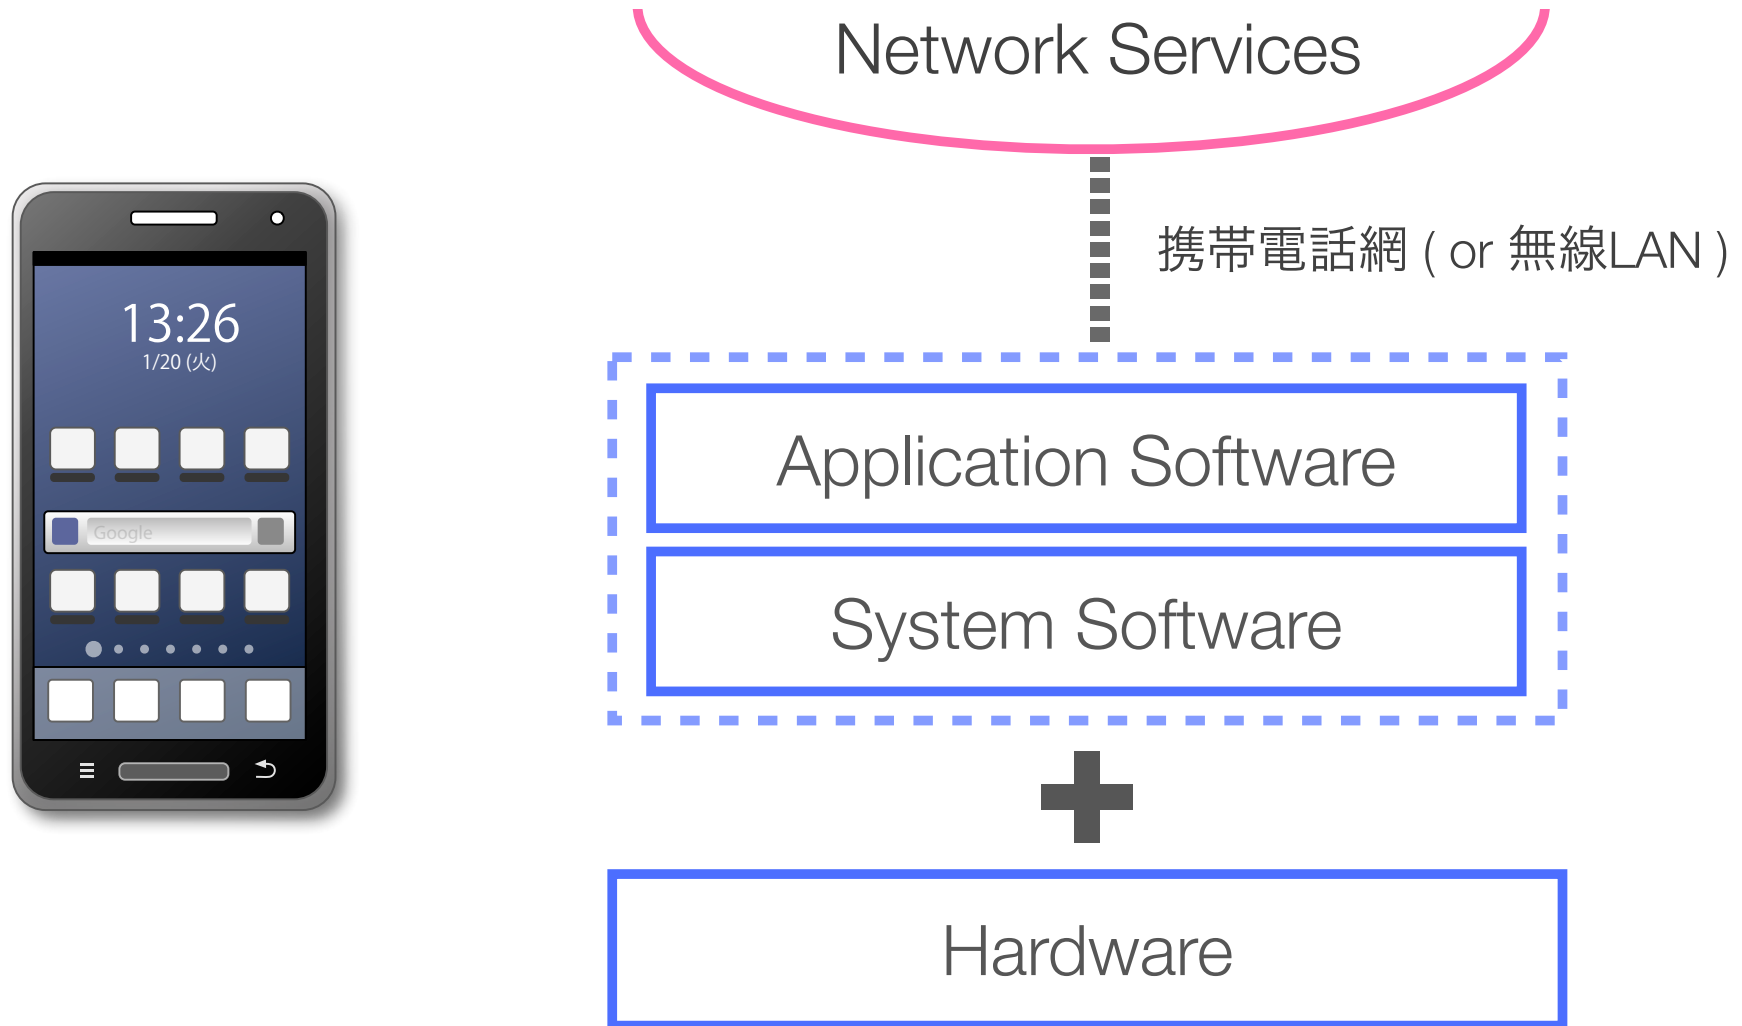 Network Services
携帯電話網 ( or 無線LAN )
13:26
1/20 (火)
Google
Application Software
System Software
Hardware